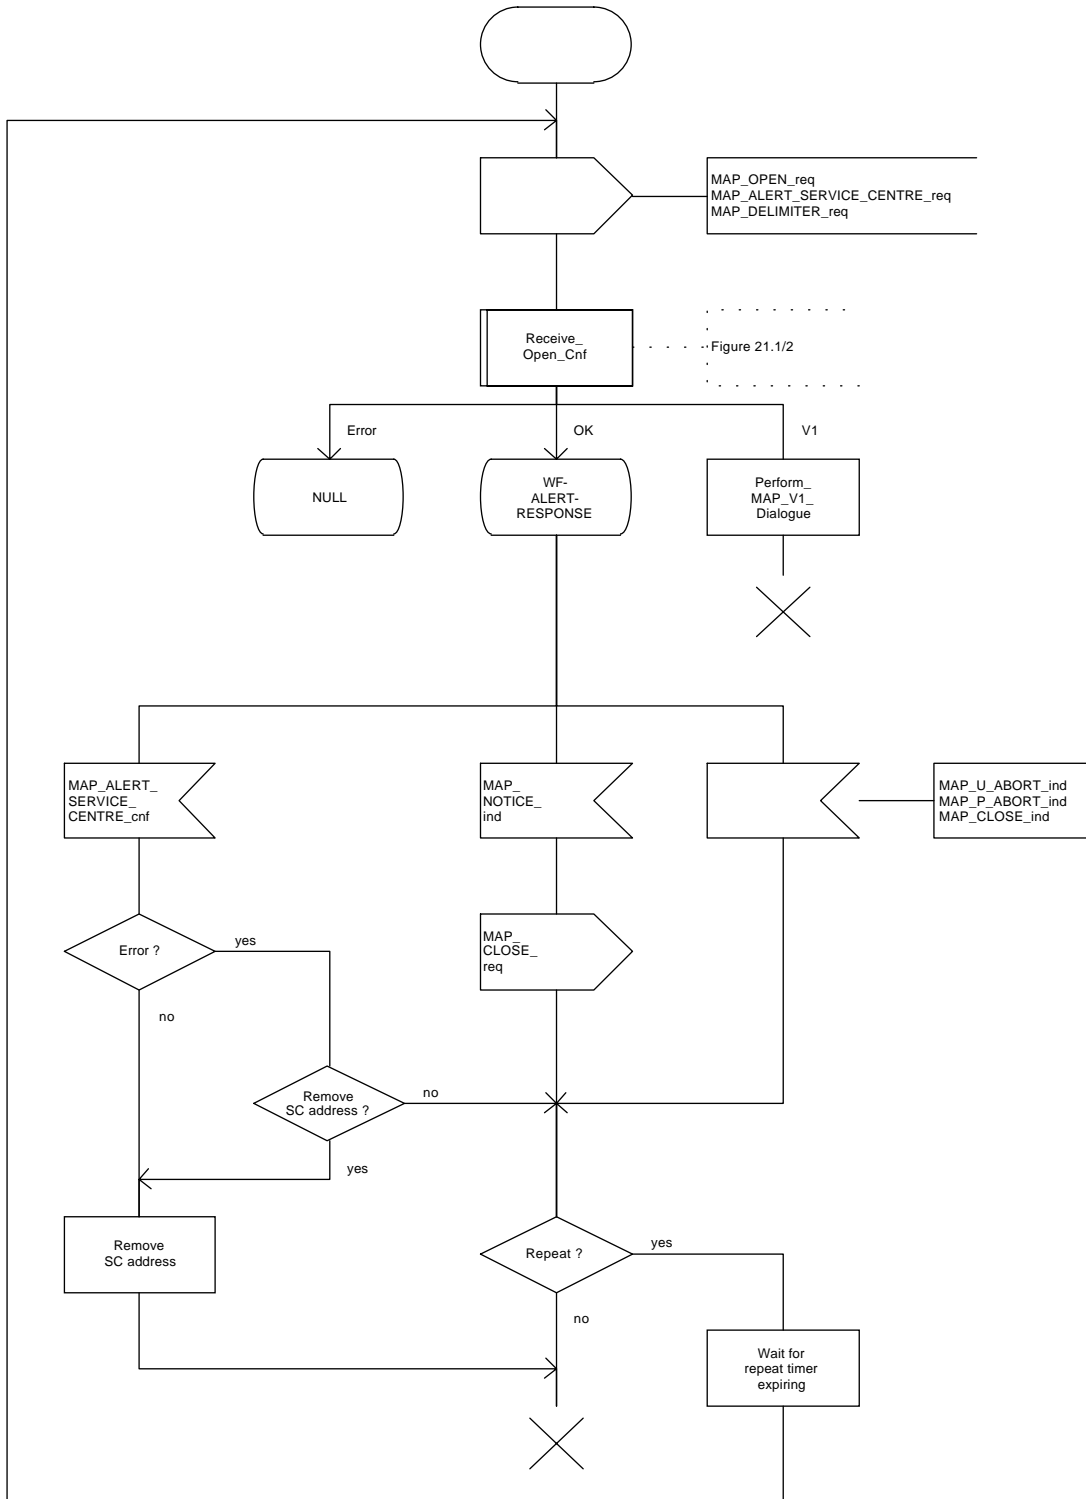 MAP_OPEN_req
MAP_ALERT_SERVICE_CENTRE_req
MAP_DELIMITER_req
Receive_
Open_Cnf
Figure 21.1/2
Error
OK
V1
NULL
WF-
ALERT-
RESPONSE
Perform_
MAP_V1_
Dialogue
MAP_ALERT_
SERVICE_
CENTRE_cnf
MAP_
NOTICE_
ind
MAP_U_ABORT_ind
MAP_P_ABORT_ind
MAP_CLOSE_ind
Error ?
yes
no
MAP_
CLOSE_
req
Remove
SC address ?
no
yes
Remove
SC address
Repeat ?
yes
no
Wait for
repeat timer
expiring